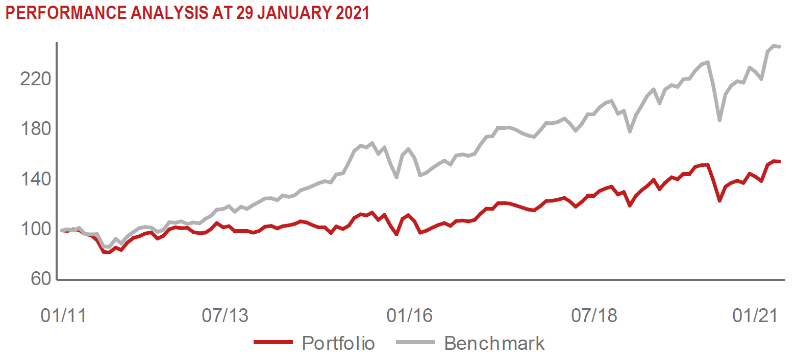 PERFORMANCE ANALYSIS AT 29 JANUARY 2021
220
180
140
100
60
01/11 07/13 01/16 07/18 01/21
Portfolio Benchmark